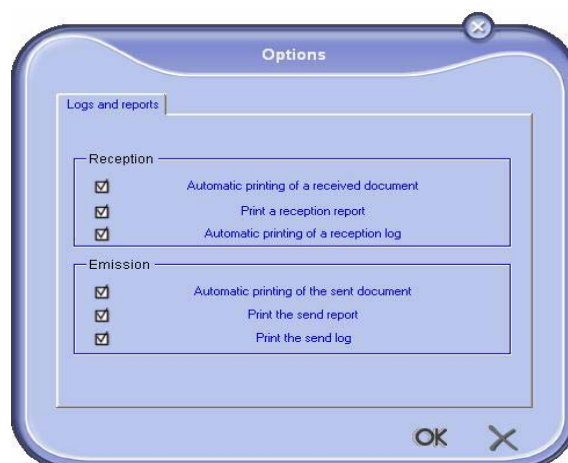 Options
Logs and reports
Reception
Automatic printing of a received document
Print a reception report
Automatic printing of a reception log
Emission
Automatic printing of the sent document
Print the send report
Print the send log
OK